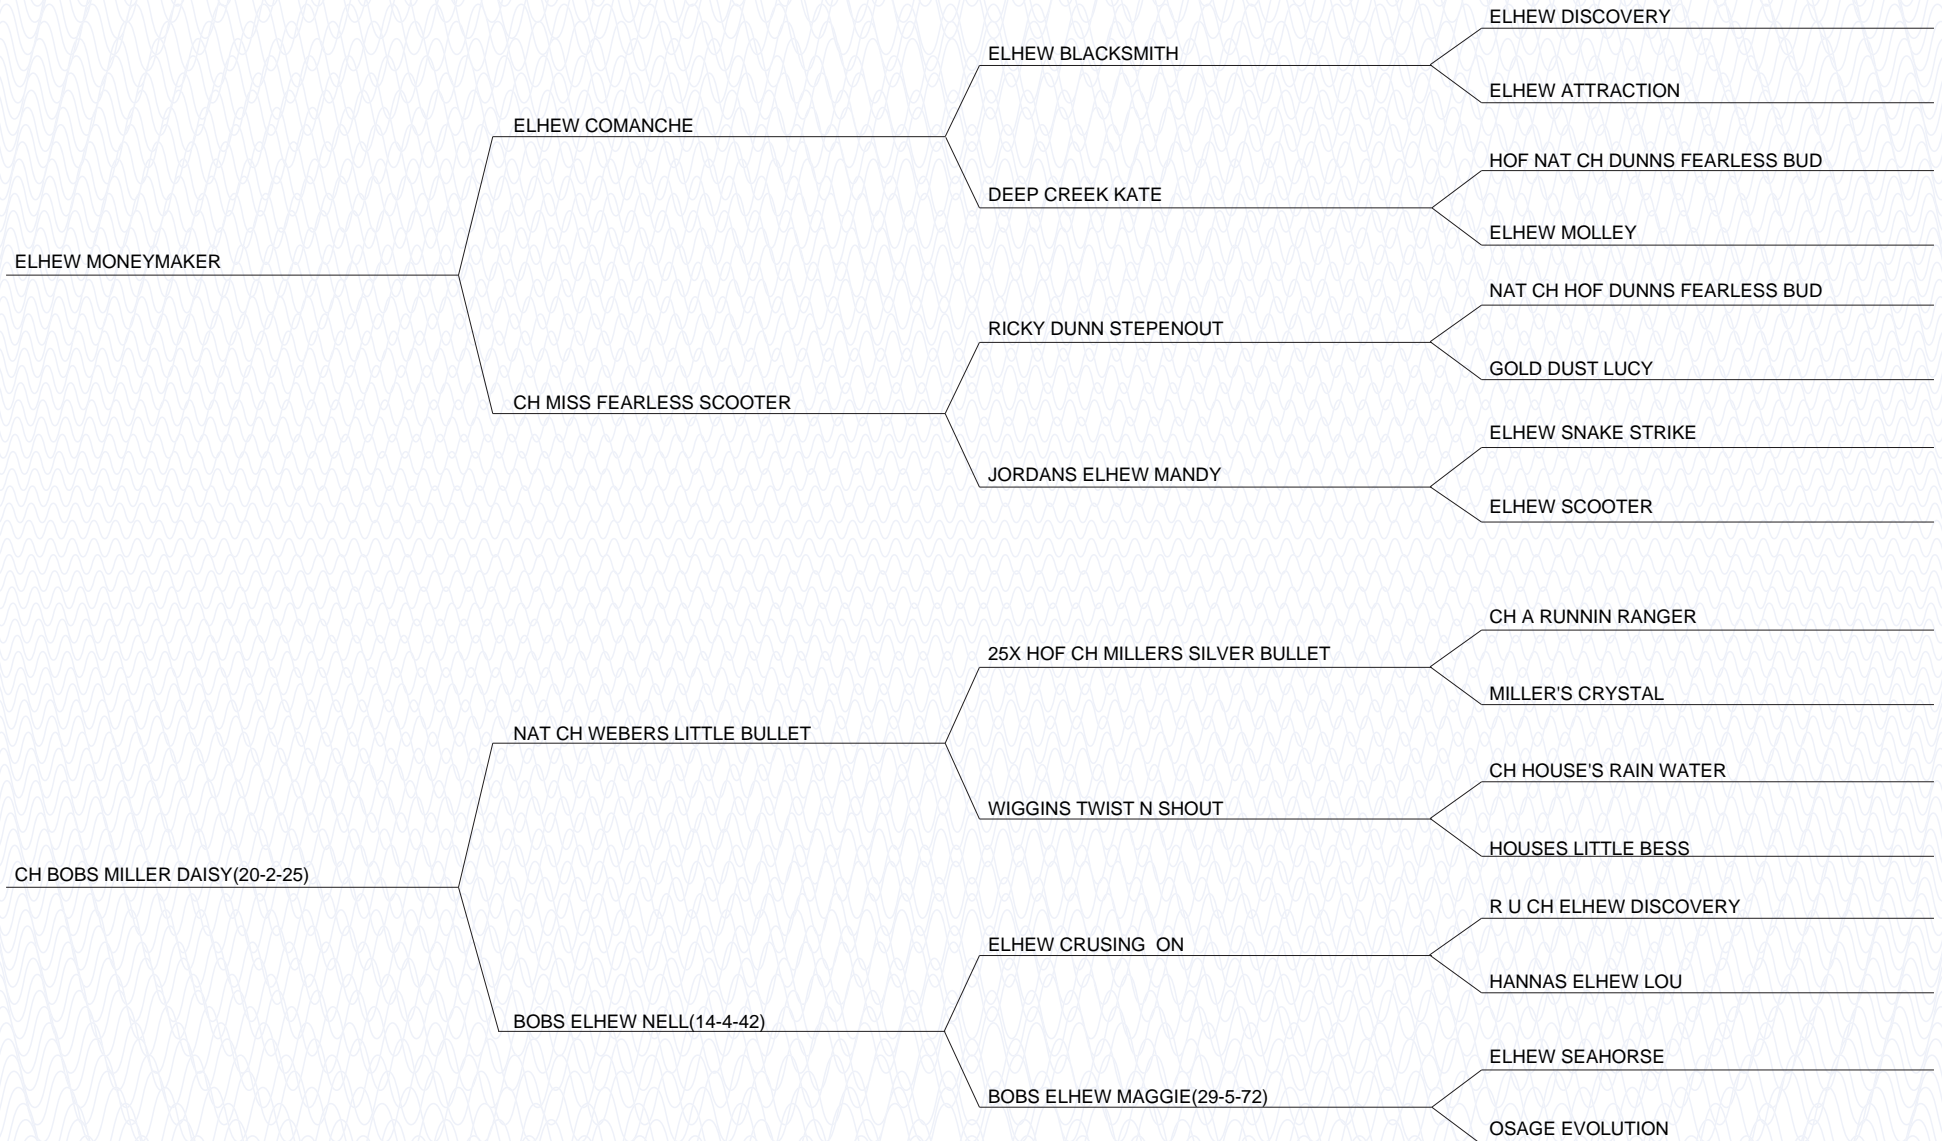 ELHEW DISCOVERY
ELHEW BLACKSMITH
ELHEW ATTRACTION
ELHEW COMANCHE
HOF NAT CH DUNNS FEARLESS BUD
DEEP CREEK KATE
ELHEW MOLLEY
ELHEW MONEYMAKER
NAT CH HOF DUNNS FEARLESS BUD
RICKY DUNN STEPENOUT
GOLD DUST LUCY
CH MISS FEARLESS SCOOTER
ELHEW SNAKE STRIKE
JORDANS ELHEW MANDY
ELHEW SCOOTER
CH A RUNNIN RANGER
25X HOF CH MILLERS SILVER BULLET
MILLER'S CRYSTAL
NAT CH WEBERS LITTLE BULLET
CH HOUSE'S RAIN WATER
WIGGINS TWIST N SHOUT
HOUSES LITTLE BESS
CH BOBS MILLER DAISY(20-2-25)
R U CH ELHEW DISCOVERY
ELHEW CRUSING  ON
HANNAS ELHEW LOU
BOBS ELHEW NELL(14-4-42)
ELHEW SEAHORSE
BOBS ELHEW MAGGIE(29-5-72)
OSAGE EVOLUTION